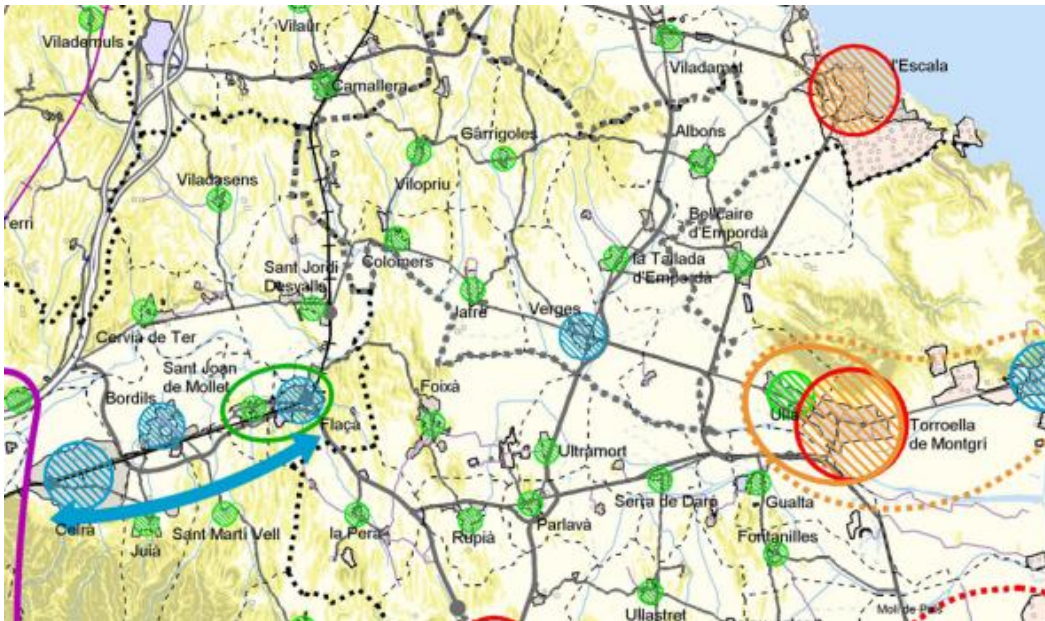 Vilademuls
Vilaür
Camallera
Viladamat
l'Escala
Garrigoles
Albons
Viladasens
Vilopriu
Terri
Bellcaire
d'Empordà
Colomers
la Tallada
d'Empordà
Sant Jordi
Desvalls
Jafre
Verges
Cervià de Ter
Sant Joan
de Mollet
Bordils
Foixà
Flaçà
Ulla
Torroella
de Montgrí
Ultramort
Celrà
Juià
Sant Martí Vell
la Pera
Rupià
Parlavà
Serra de Daró
Gualta
Fontanilles
Ullastret